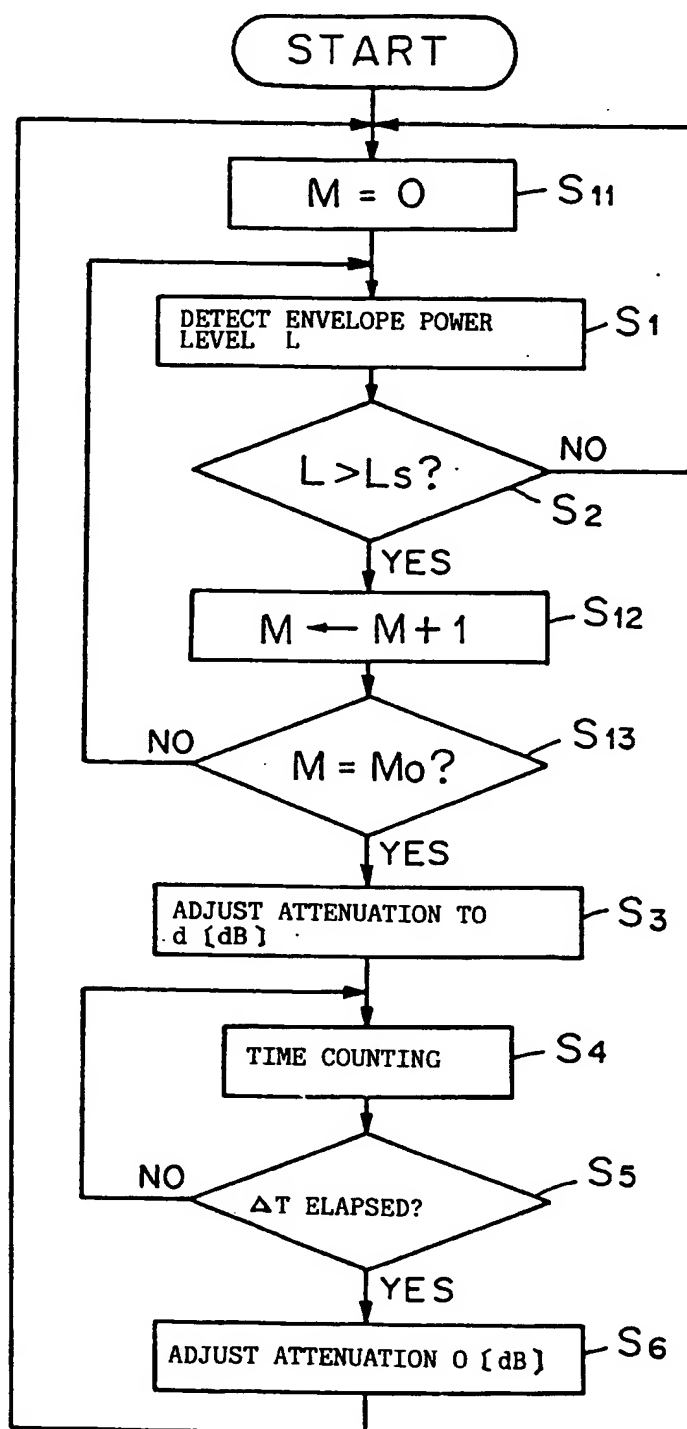 START
M = 0
S11
DETECT ENVELOPE POWER
LEVEL L
S1
L > Ls?
NO
S2
YES
M ← M + 1
S12
NO
M = Mo?
S13
YES
ADJUST ATTENUATION TO
d [dB]
S3
TIME COUNTING
S4
NO
ΔT ELAPSED?
S5
YES
ADJUST ATTENUATION 0 [dB]
S6